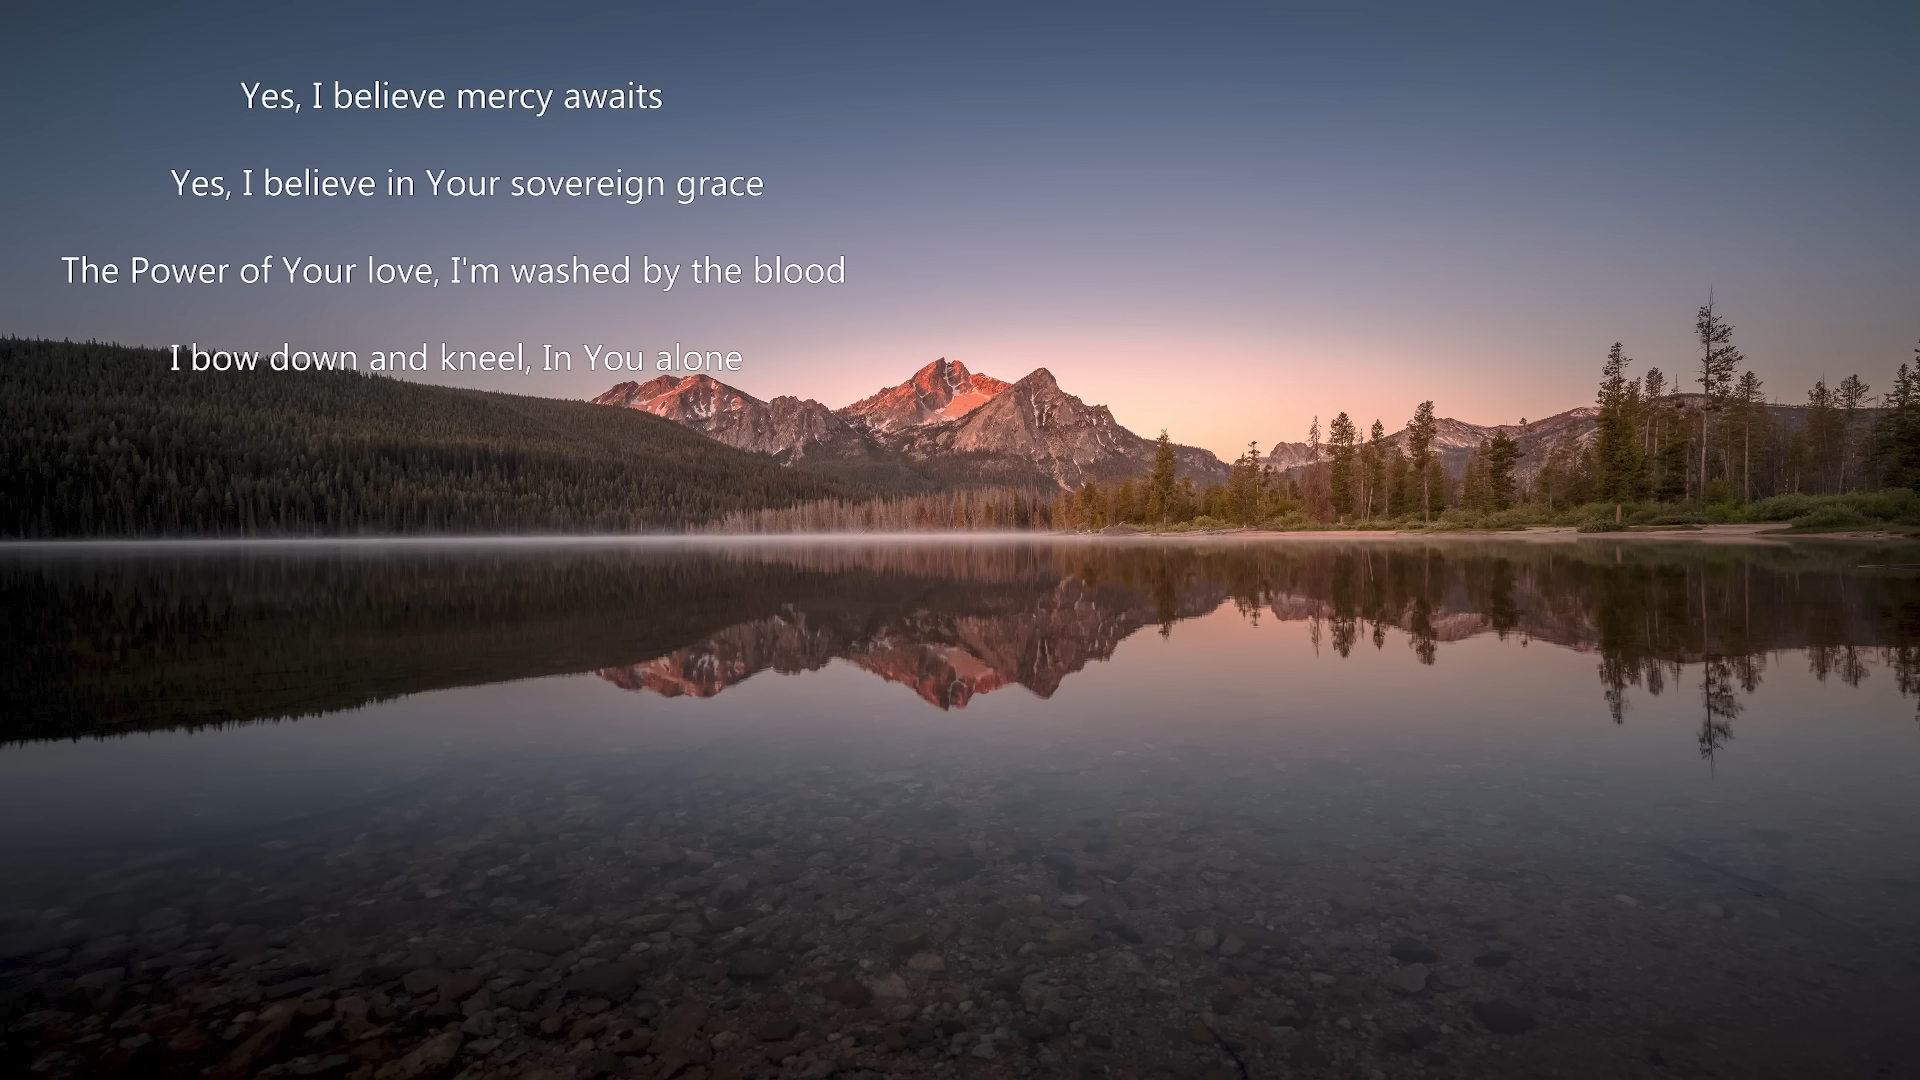 Yes, I believe mercy awaits
Yes, I believe in Your sovereign grace
The Power of Your love, I'm washed by the blood
I bow down and kneel, In You alone